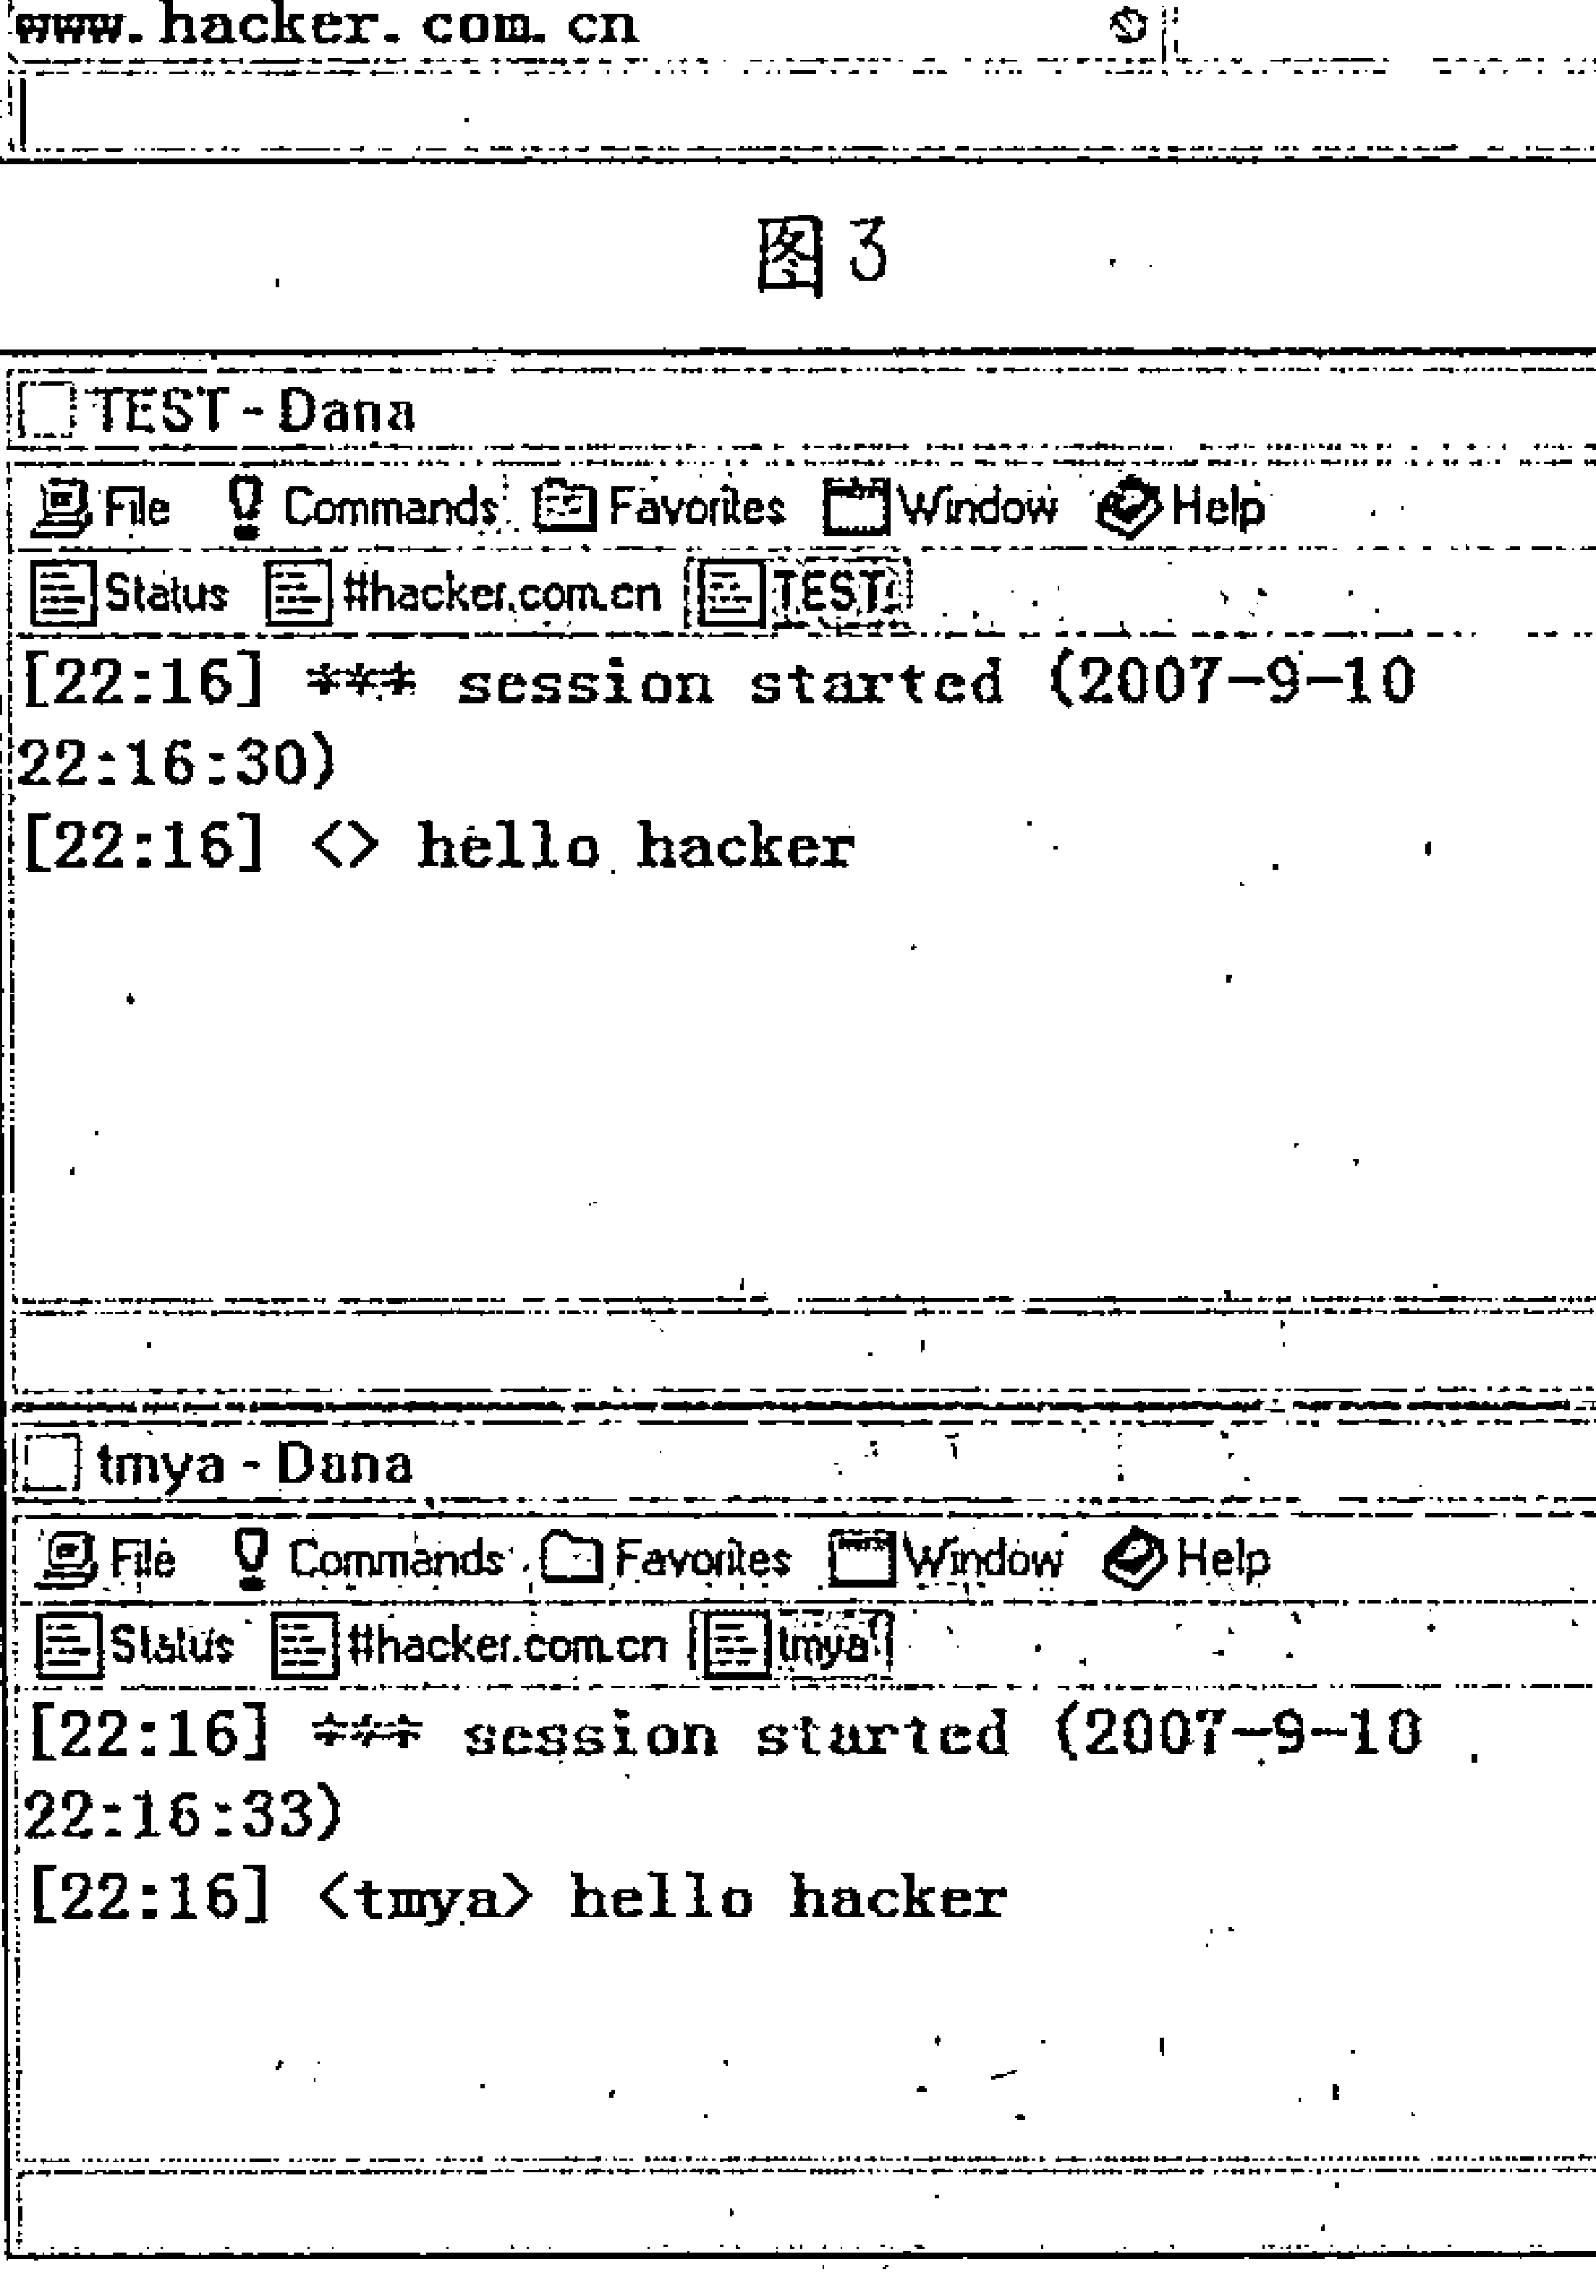 www.hacker.com.cn
图3
TEST - Dana
File Commands Favorites Window Help
Status #hacker.com.cn TEST
[22:16] *** session started (2007-9-10
22:16:30)
[22:16] <> hello hacker
tmya - Dana
File Commands Favorites Window Help
Status #hacker.com.cn tmya
[22:16] *** session started (2007-9-10
22:16:33)
[22:16] <tmya> hello hacker